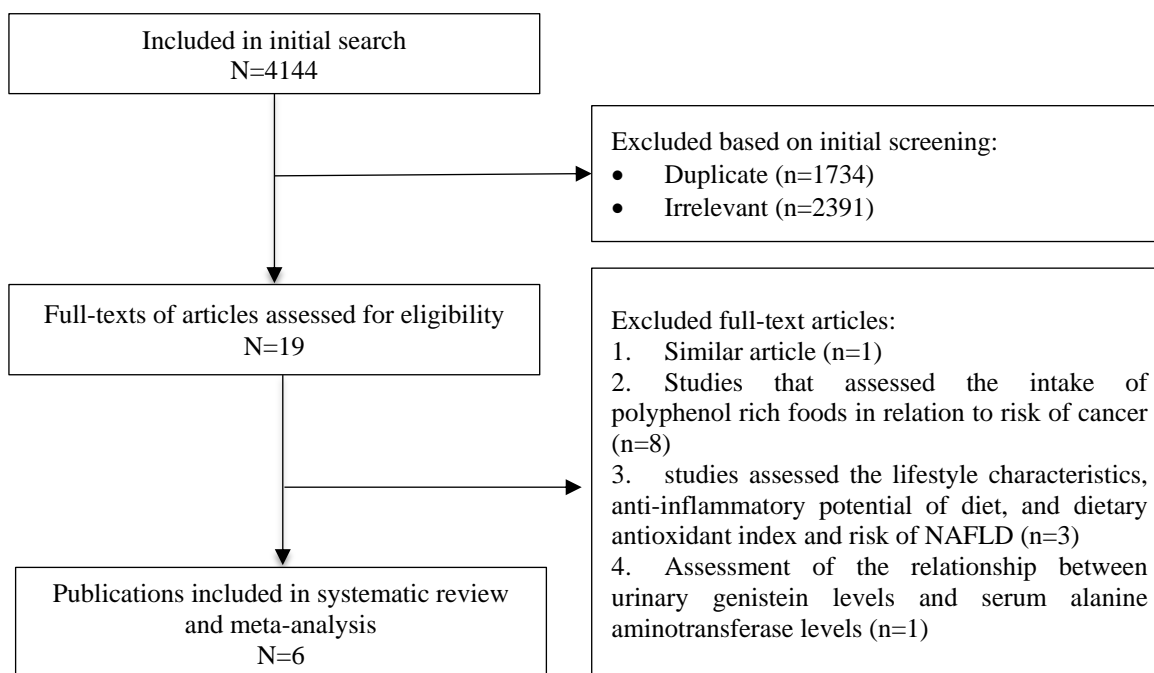 Included in initial search
N=4144
Excluded based on initial screening:
• Duplicate (n=1734)
• Irrelevant (n=2391)
Full-texts of articles assessed for eligibility
N=19
Excluded full-text articles:
1. Similar article (n=1)
2. Studies that assessed the intake of
polyphenol rich foods in relation to risk of cancer
(n=8)
3. studies assessed the lifestyle characteristics,
anti-inflammatory potential of diet, and dietary
antioxidant index and risk of NAFLD (n=3)
4. Assessment of the relationship between
urinary genistein levels and serum alanine
aminotransferase levels (n=1)
Publications included in systematic review
and meta-analysis
N=6